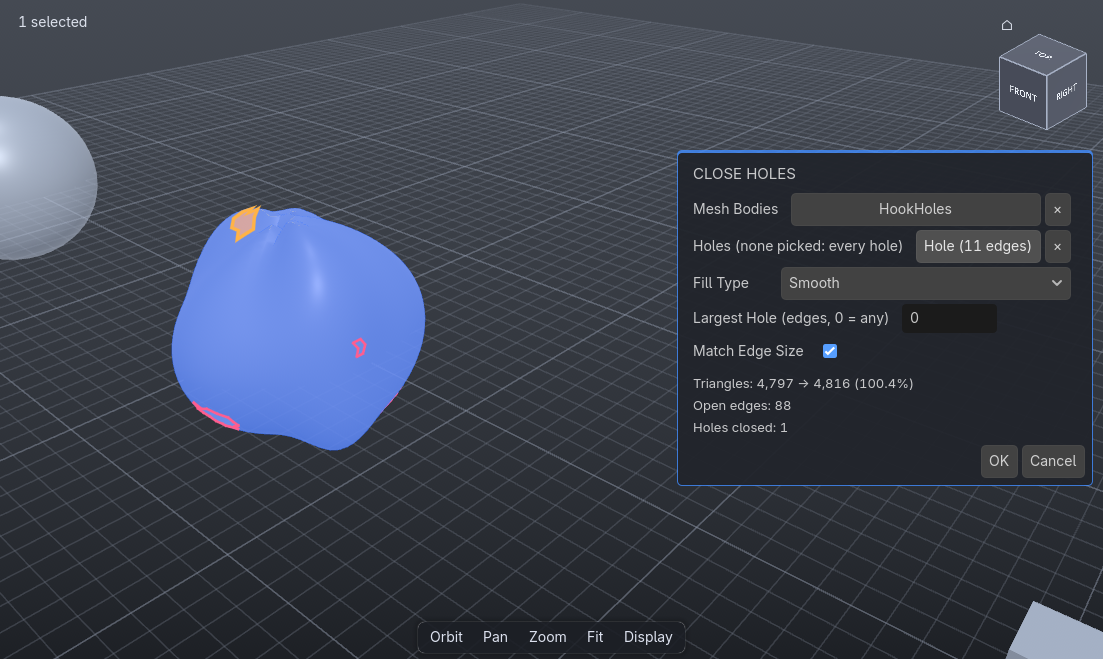 1 selected
TOP
FRONT
RIGHT
CLOSE HOLES
Mesh Bodies HookHoles ×
Holes (none picked: every hole) Hole (11 edges) ×
Fill Type Smooth
Largest Hole (edges, 0 = any) 0
Match Edge Size
Triangles: 4,797 → 4,816 (100.4%)
Open edges: 88
Holes closed: 1
OK Cancel
Orbit Pan Zoom Fit Display